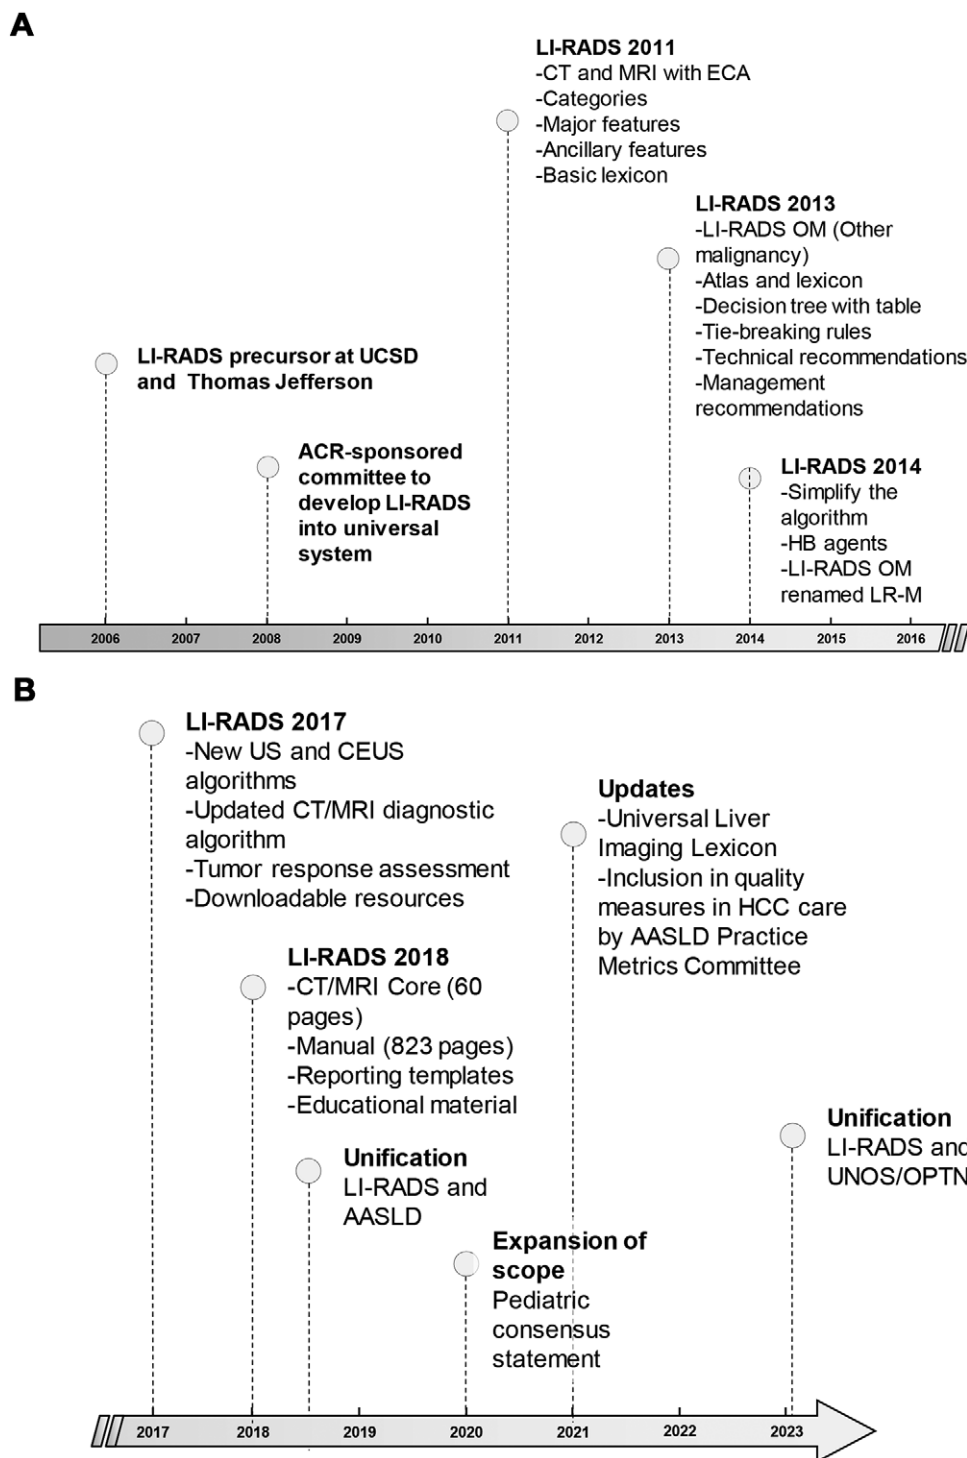 A
LI-RADS 2011
-CT and MRI with ECA
-Categories
-Major features
-Ancillary features
-Basic lexicon
LI-RADS 2013
-LI-RADS OM (Other
malignancy)
-Atlas and lexicon
-Decision tree with table
-Tie-breaking rules
-Technical recommendations
-Management
recommendations
LI-RADS precursor at UCSD
and Thomas Jefferson
ACR-sponsored
committee to
develop LI-RADS
into universal
system
LI-RADS 2014
-Simplify the
algorithm
-HB agents
-LI-RADS OM
renamed LR-M
2006 2007 2008 2009 2010 2011 2012 2013 2014 2015 2016
B
LI-RADS 2017
-New US and CEUS
algorithms
-Updated CT/MRI diagnostic
algorithm
-Tumor response assessment
-Downloadable resources
Updates
-Universal Liver
Imaging Lexicon
-Inclusion in quality
measures in HCC care
by AASLD Practice
Metrics Committee
LI-RADS 2018
-CT/MRI Core (60
pages)
-Manual (823 pages)
-Reporting templates
-Educational material
Unification
LI-RADS and
UNOS/OPTN
Unification
LI-RADS and
AASLD
Expansion of
scope
Pediatric
consensus
statement
2017 2018 2019 2020 2021 2022 2023